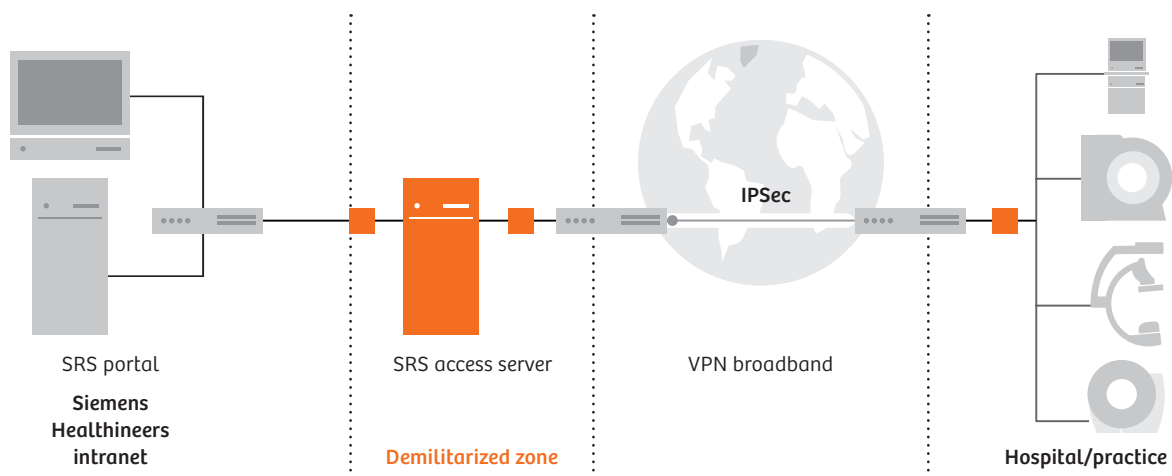 IPSec
SRS portal
SRS access server
VPN broadband
Siemens
Healthineers
intranet
Demilitarized zone
Hospital/practice